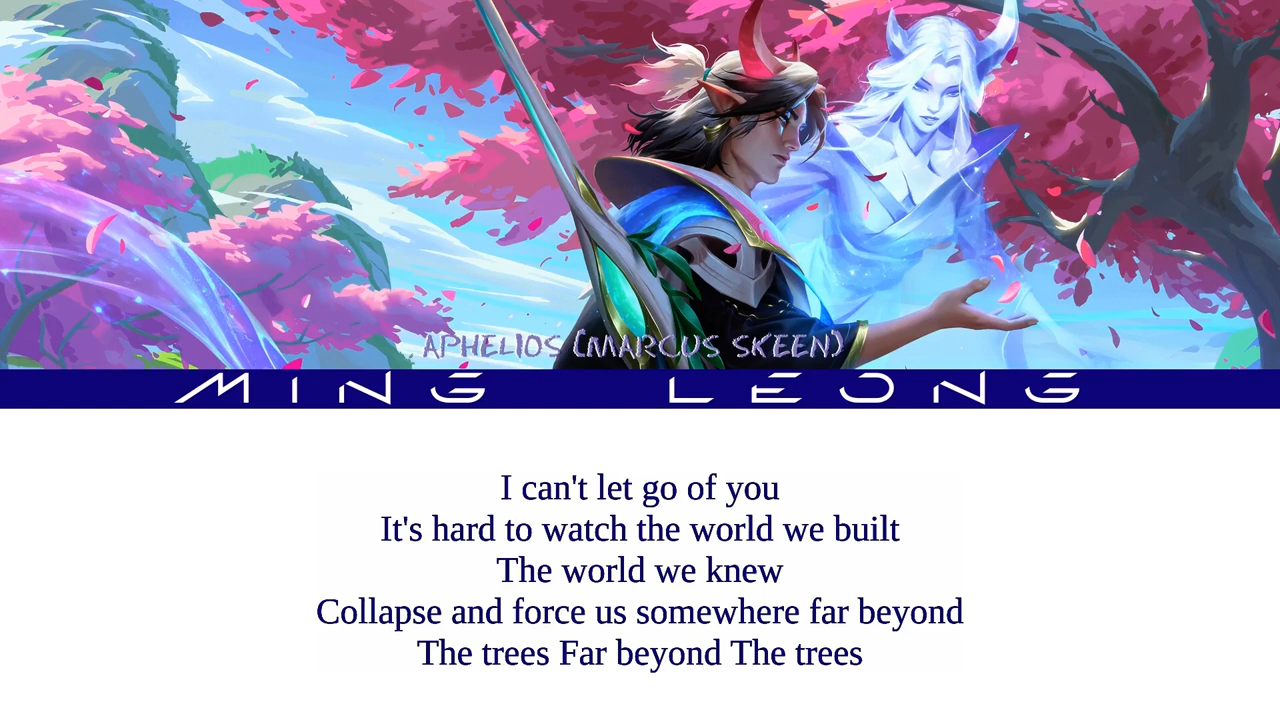 APHELIOS (MARCUS SKEEN)
MING LEONG
I can't let go of you
It's hard to watch the world we built
The world we knew
Collapse and force us somewhere far beyond
The trees Far beyond The trees